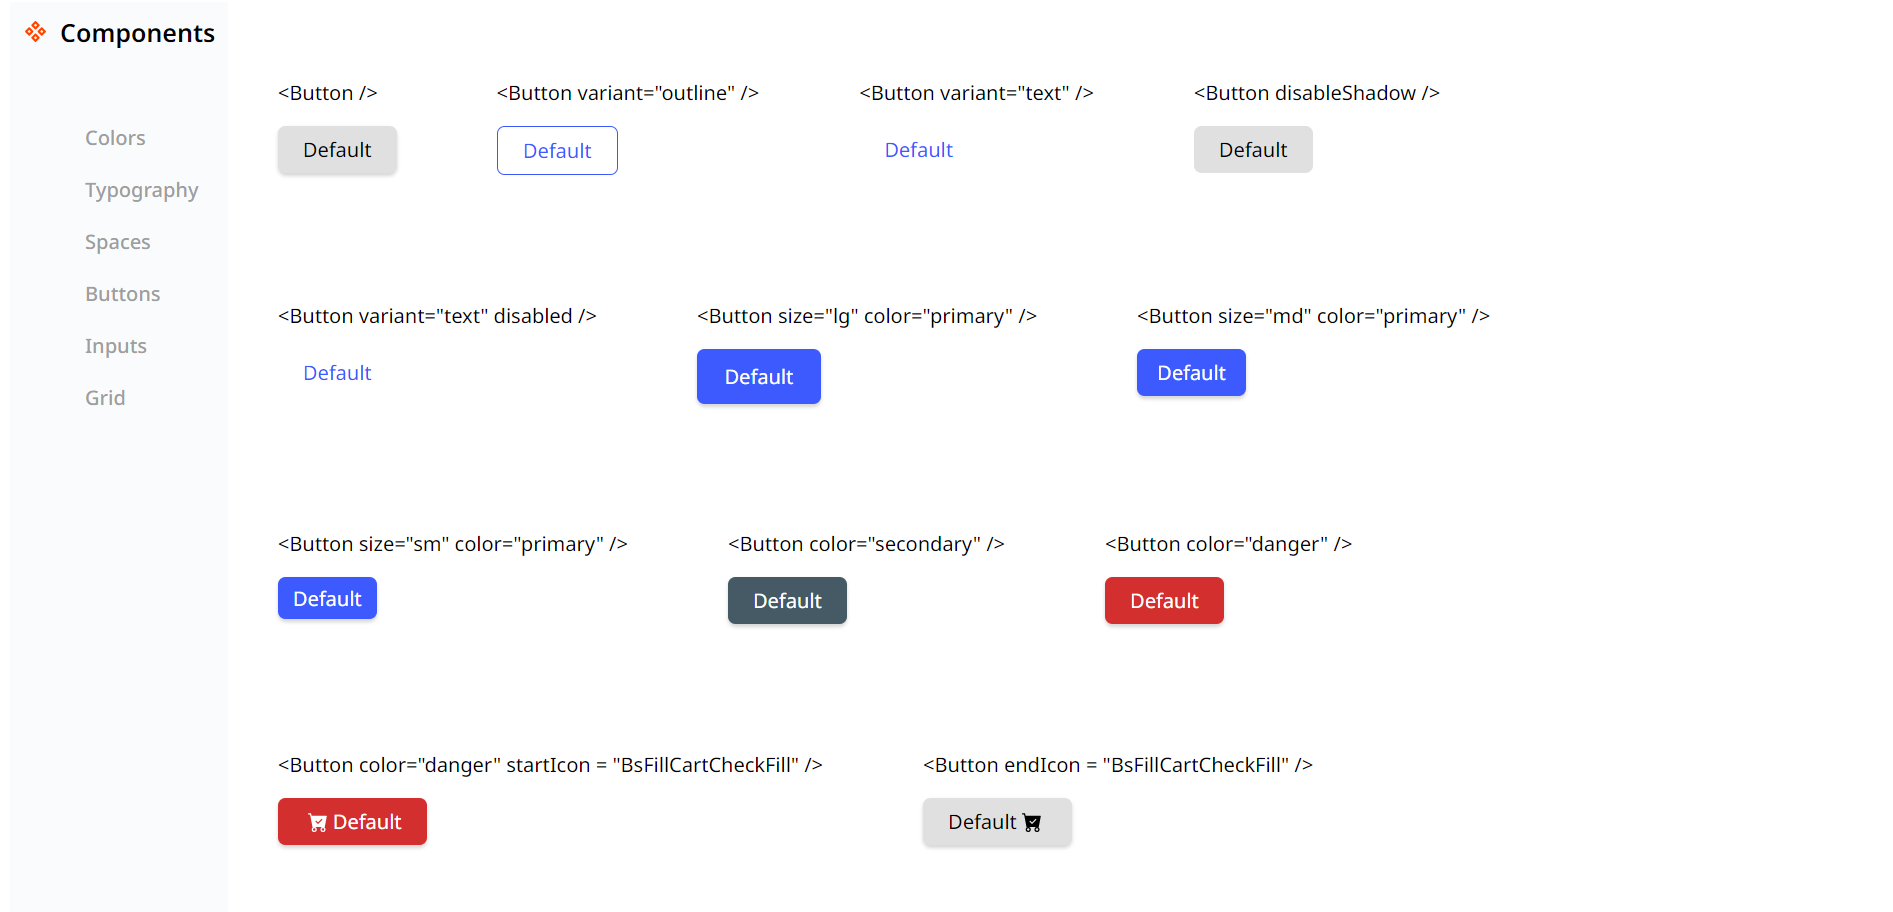 Components
Colors
Typography
Spaces
Buttons
Inputs
Grid
<Button />
Default
<Button variant="outline" />
Default
<Button variant="text" />
Default
<Button disableShadow />
Default
<Button variant="text" disabled />
Default
<Button size="lg" color="primary" />
Default
<Button size="md" color="primary" />
Default
<Button size="sm" color="primary" />
Default
<Button color="secondary" />
Default
<Button color="danger" />
Default
<Button color="danger" startIcon = "BsFillCartCheckFill" />
Default
<Button endIcon = "BsFillCartCheckFill" />
Default